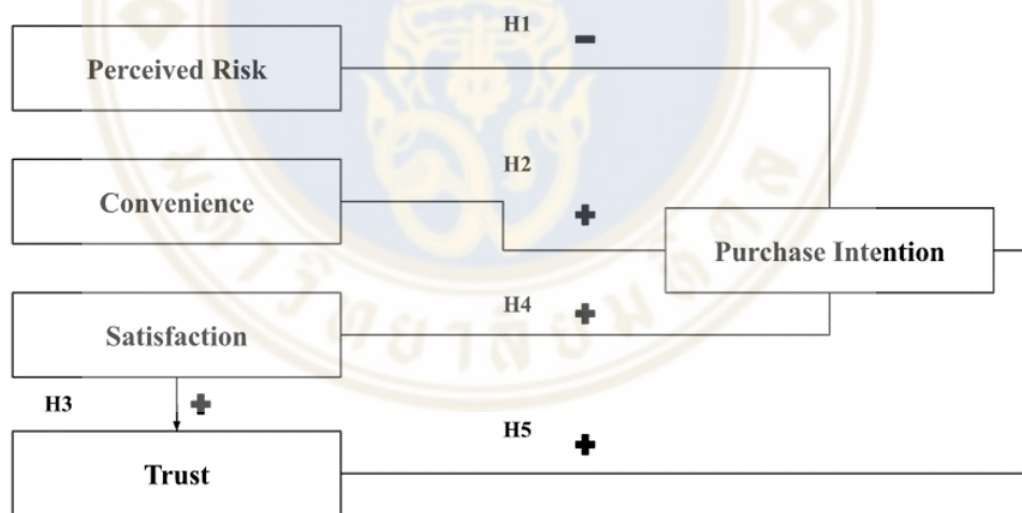 H1
Perceived Risk
H2
Convenience
Purchase Intention
H4
Satisfaction
H3
H5
Trust